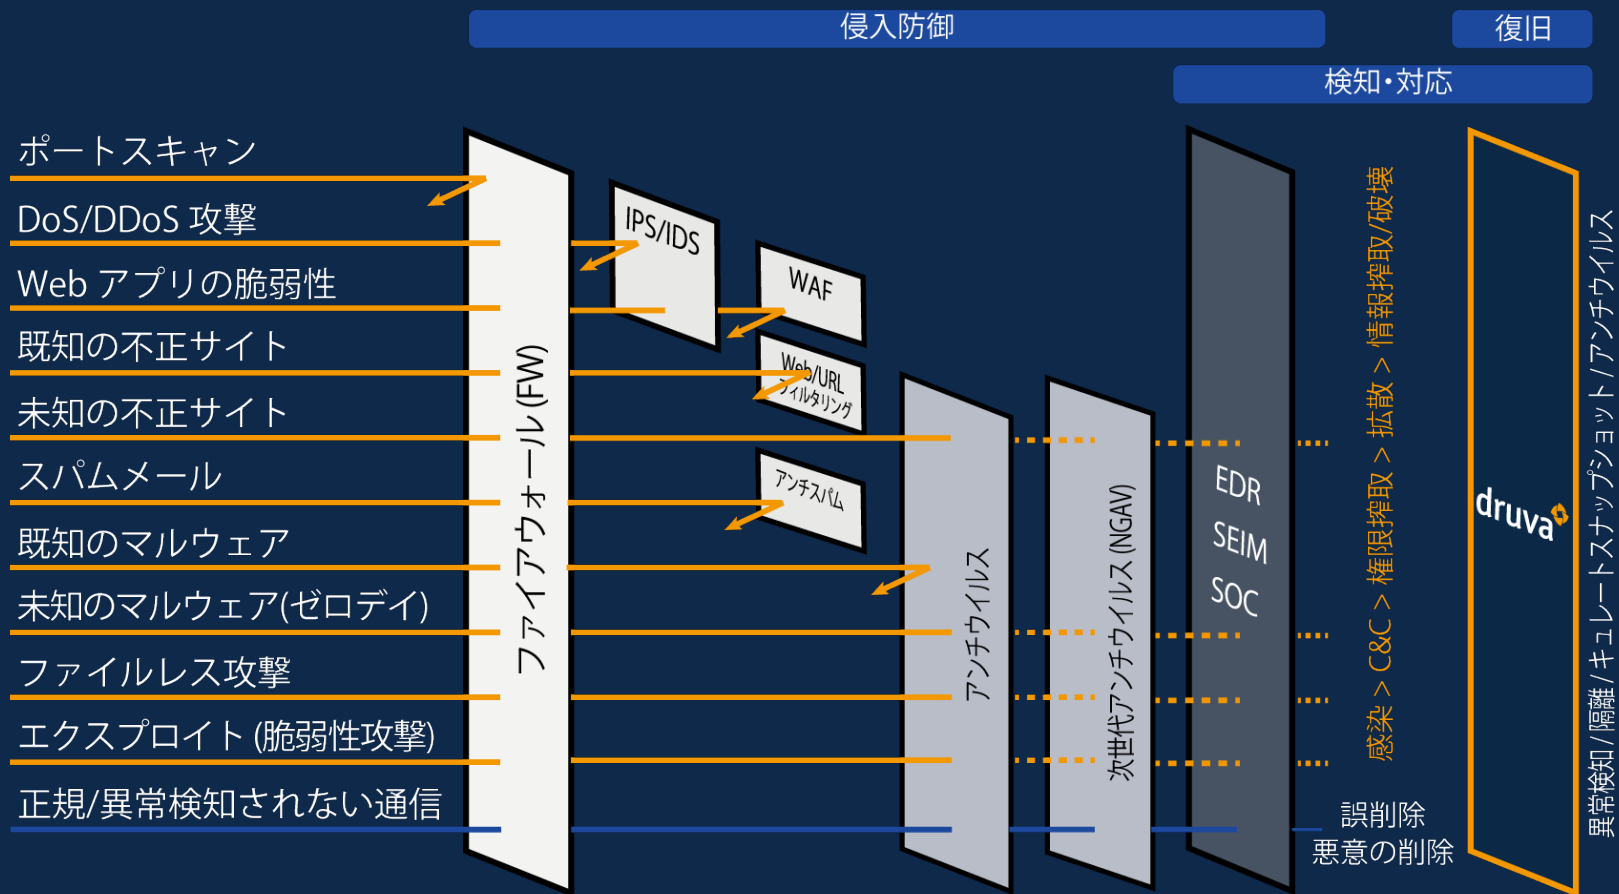 侵入防御
復旧
検知・対応
ポートスキャン
DoS/DDoS 攻撃
Web アプリの脆弱性
既知の不正サイト
未知の不正サイト
スパムメール
既知のマルウェア
未知のマルウェア(ゼロデイ)
ファイルレス攻撃
エクスプロイト (脆弱性攻撃)
正規/異常検知されない通信
ファイアウォール (FW)
IPS/IDS
WAF
Web/URL
フィルタリング
アンチスパム
アンチウイルス
次世代アンチウイルス (NGAV)
EDR
SEIM
SOC
感染 > C&C > 権限搾取 > 拡散 > 情報搾取/破壊
誤削除
悪意の削除
druva
異常検知 / 隔離 / キュレートスナップショット / アンチウイルス